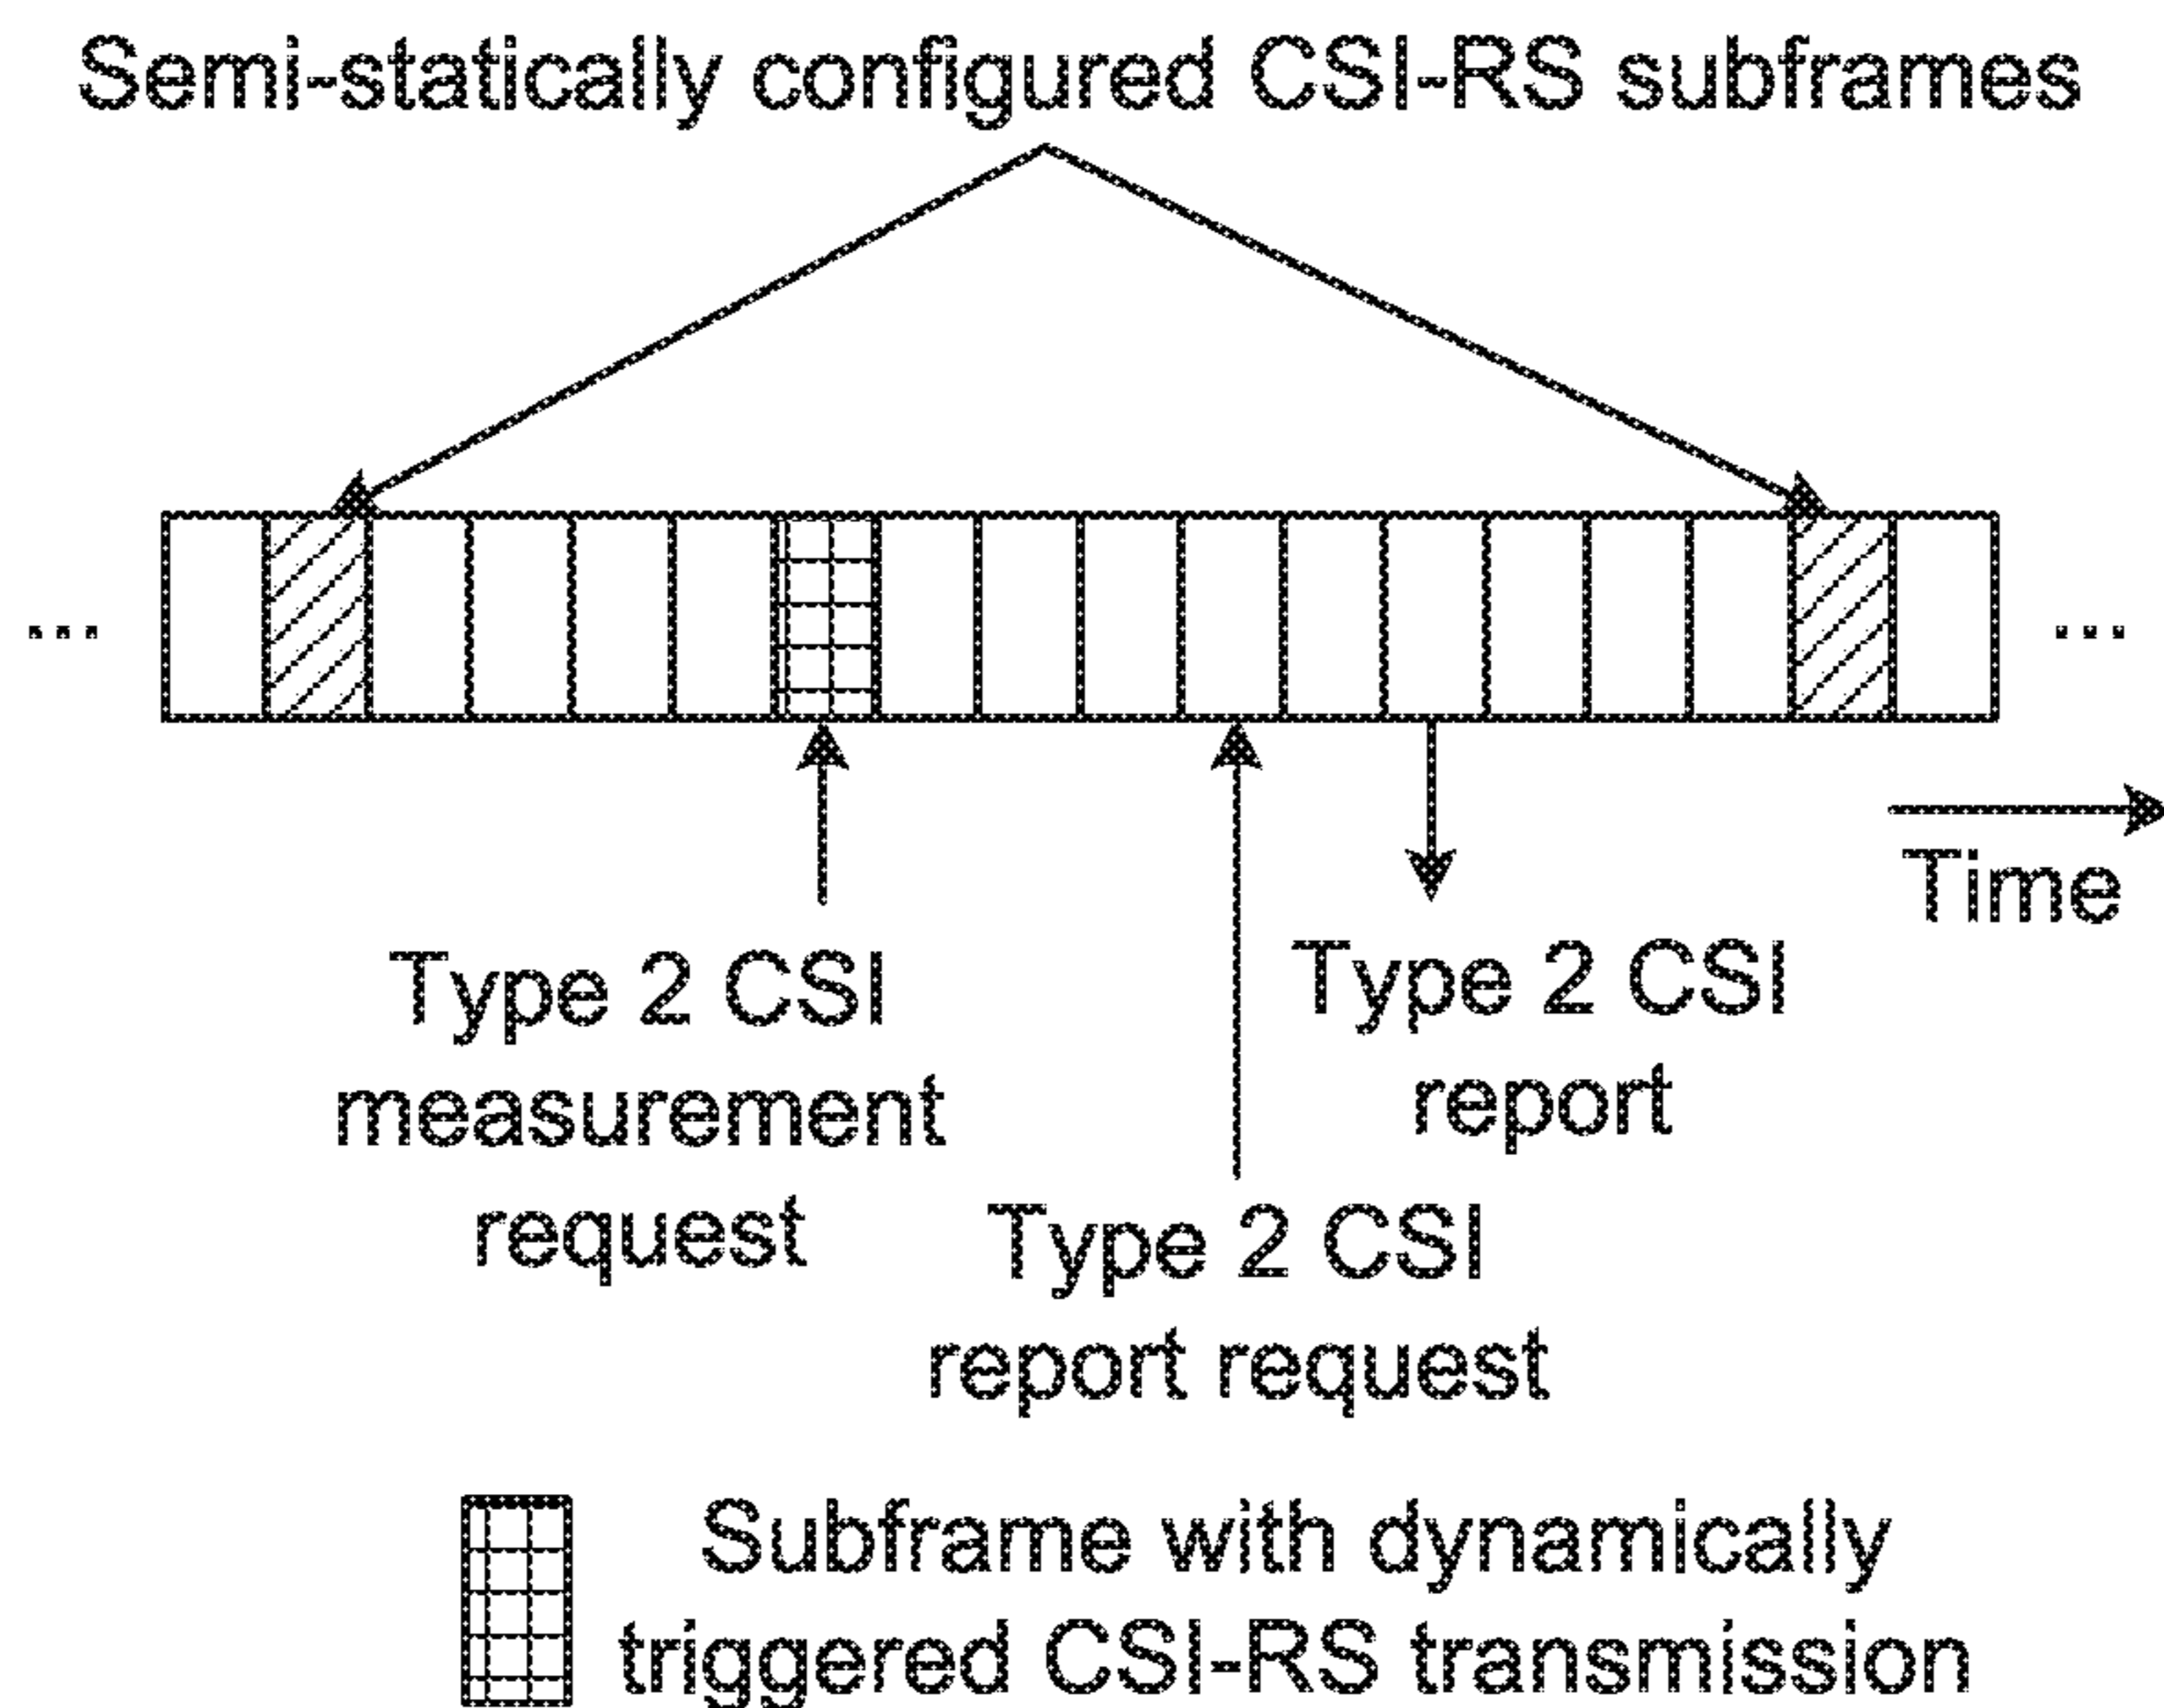 Semi-statically configured CSI-RS subframes
... ...
Time
Type 2 CSI
measurement
request
Type 2 CSI
report
Type 2 CSI
report request
Subframe with dynamically
triggered CSI-RS transmission